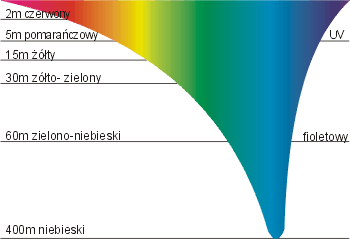 2m czerwony
5m pomarańczowy UV
15m żółty
30m żółto- zielony
60m zielono-niebieski fioletowy
400m niebieski